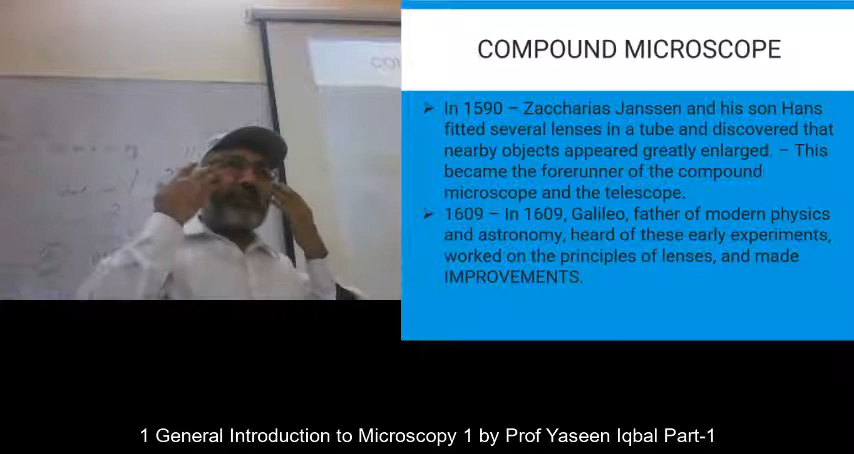 COMPOUND MICROSCOPE
➢ In 1590 – Zaccharias Janssen and his son Hans
fitted several lenses in a tube and discovered that
nearby objects appeared greatly enlarged. – This
became the forerunner of the compound
microscope and the telescope.
➢ 1609 – In 1609, Galileo, father of modern physics
and astronomy, heard of these early experiments,
worked on the principles of lenses, and made
IMPROVEMENTS.
1 General Introduction to Microscopy 1 by Prof Yaseen Iqbal Part-1